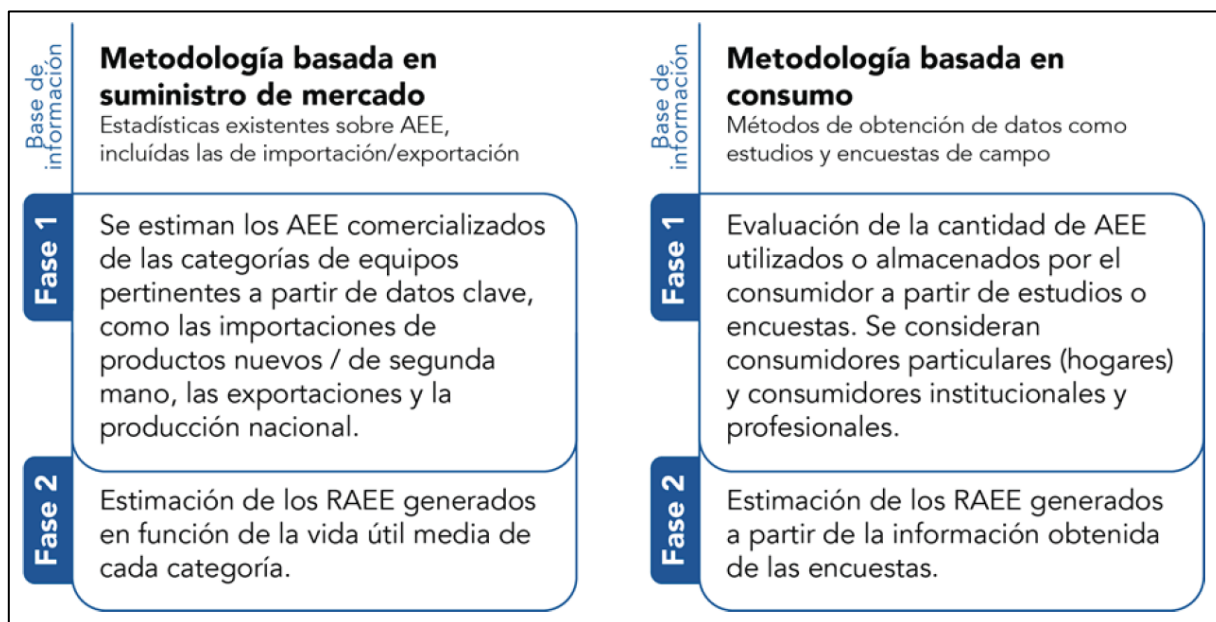 Base de
información
Metodología basada en
suministro de mercado
Estadísticas existentes sobre AEE,
incluídas las de importación/exportación
Fase 1
Se estiman los AEE comercializados
de las categorías de equipos
pertinentes a partir de datos clave,
como las importaciones de
productos nuevos / de segunda
mano, las exportaciones y la
producción nacional.
Fase 2
Estimación de los RAEE generados
en función de la vida útil media de
cada categoría.
Base de
información
Metodología basada en
consumo
Métodos de obtención de datos como
estudios y encuestas de campo
Fase 1
Evaluación de la cantidad de AEE
utilizados o almacenados por el
consumidor a partir de estudios o
encuestas. Se consideran
consumidores particulares (hogares)
y consumidores institucionales y
profesionales.
Fase 2
Estimación de los RAEE generados
a partir de la información obtenida
de las encuestas.